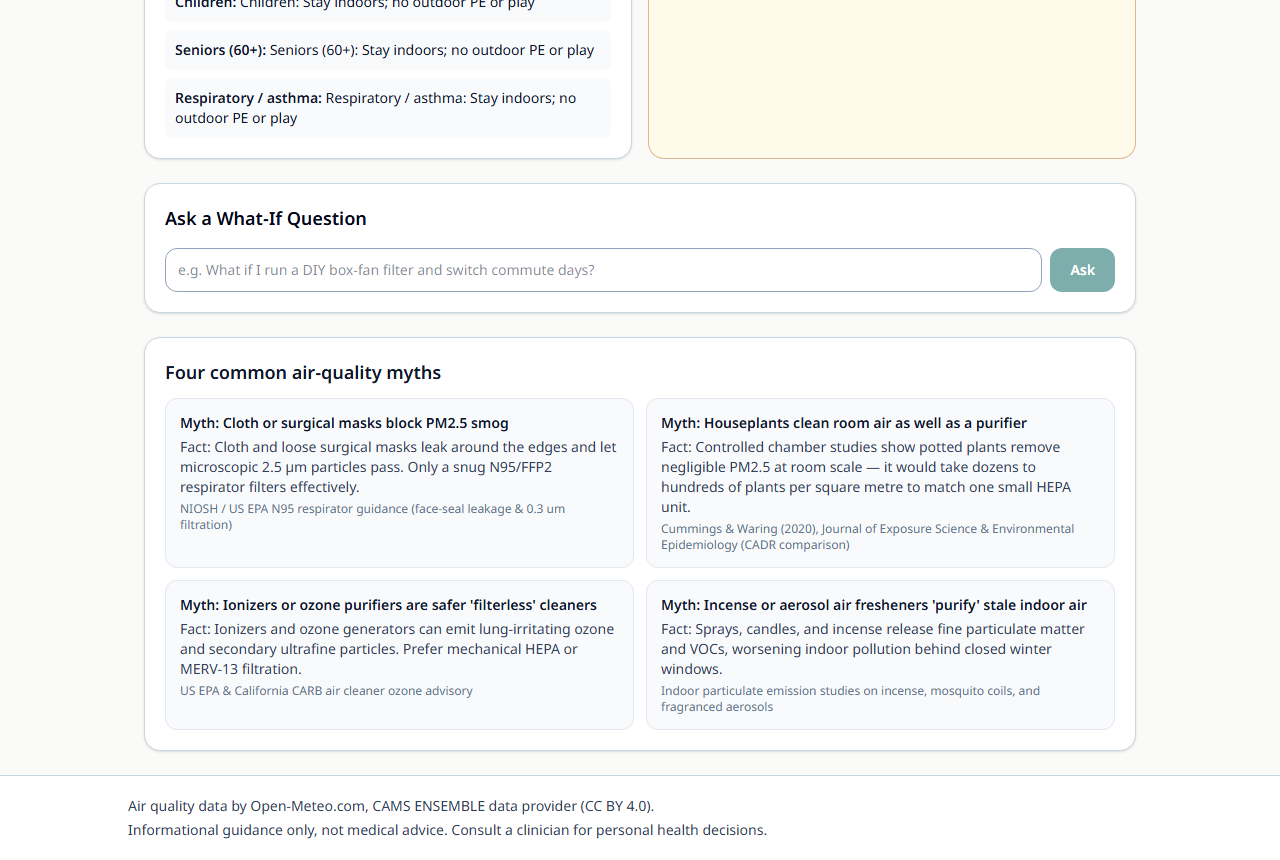 Children: Children: Stay indoors; no outdoor PE or play
Seniors (60+): Seniors (60+): Stay indoors; no outdoor PE or play
Respiratory / asthma: Respiratory / asthma: Stay indoors; no
outdoor PE or play
Ask a What-If Question
e.g. What if I run a DIY box-fan filter and switch commute days?
Ask
Four common air-quality myths
Myth: Cloth or surgical masks block PM2.5 smog
Fact: Cloth and loose surgical masks leak around the edges and let
microscopic 2.5 μm particles pass. Only a snug N95/FFP2
respirator filters effectively.
NIOSH / US EPA N95 respirator guidance (face-seal leakage & 0.3 um
filtration)
Myth: Houseplants clean room air as well as a purifier
Fact: Controlled chamber studies show potted plants remove
negligible PM2.5 at room scale — it would take dozens to
hundreds of plants per square metre to match one small HEPA
unit.
Cummings & Waring (2020), Journal of Exposure Science & Environmental
Epidemiology (CADR comparison)
Myth: Ionizers or ozone purifiers are safer 'filterless' cleaners
Fact: Ionizers and ozone generators can emit lung-irritating ozone
and secondary ultrafine particles. Prefer mechanical HEPA or
MERV-13 filtration.
US EPA & California CARB air cleaner ozone advisory
Myth: Incense or aerosol air fresheners 'purify' stale indoor air
Fact: Sprays, candles, and incense release fine particulate matter
and VOCs, worsening indoor pollution behind closed winter
windows.
Indoor particulate emission studies on incense, mosquito coils, and
fragranced aerosols
Air quality data by Open-Meteo.com, CAMS ENSEMBLE data provider (CC BY 4.0).
Informational guidance only, not medical advice. Consult a clinician for personal health decisions.